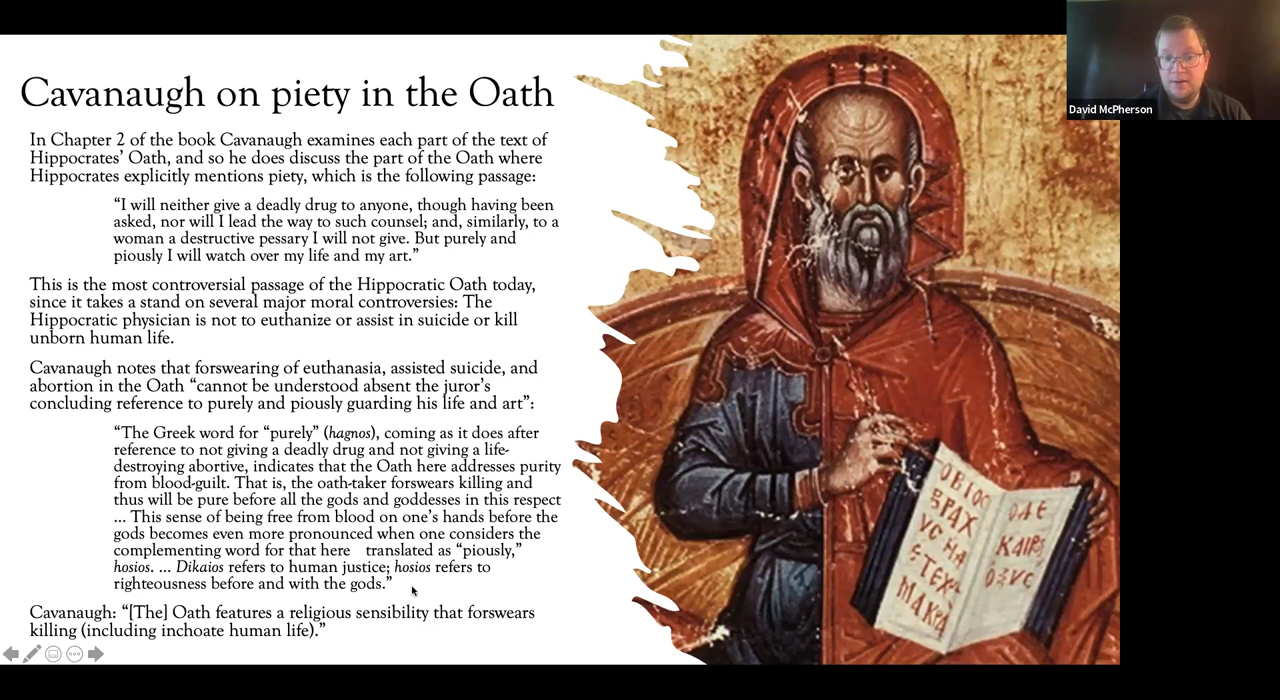 Cavanaugh on piety in the Oath
In Chapter 2 of the book Cavanaugh examines each part of the text of
Hippocrates’ Oath, and so he does discuss the part of the Oath where
Hippocrates explicitly mentions piety, which is the following passage:
“I will neither give a deadly drug to anyone, though having been
asked, nor will I lead the way to such counsel; and, similarly, to a
woman a destructive pessary I will not give. But purely and
piously I will watch over my life and my art.”
This is the most controversial passage of the Hippocratic Oath today,
since it takes a stand on several major moral controversies: The
Hippocratic physician is not to euthanize or assist in suicide or kill
unborn human life.
Cavanaugh notes that forswearing of euthanasia, assisted suicide, and
abortion in the Oath “cannot be understood absent the juror’s
concluding reference to purely and piously guarding his life and art”:
“The Greek word for “purely” (hagnos), coming as it does after
reference to not giving a deadly drug and not giving a life-
destroying abortive, indicates that the Oath here addresses purity
from blood-guilt. That is, the oath-taker forswears killing and
thus will be pure before all the gods and goddesses in this respect
... This sense of being free from blood on one’s hands before the
gods becomes even more pronounced when one considers the
complementing word for that here translated as “piously,”
hosios. ... Dikaios refers to human justice; hosios refers to
righteousness before and with the gods.”
Cavanaugh: “[The] Oath features a religious sensibility that forswears
killing (including inchoate human life).”
David McPherson
Ο ΒΙΟC
ΒΡΑΧ
ΥC
ΤΕΧ
ΜΑΚΡ